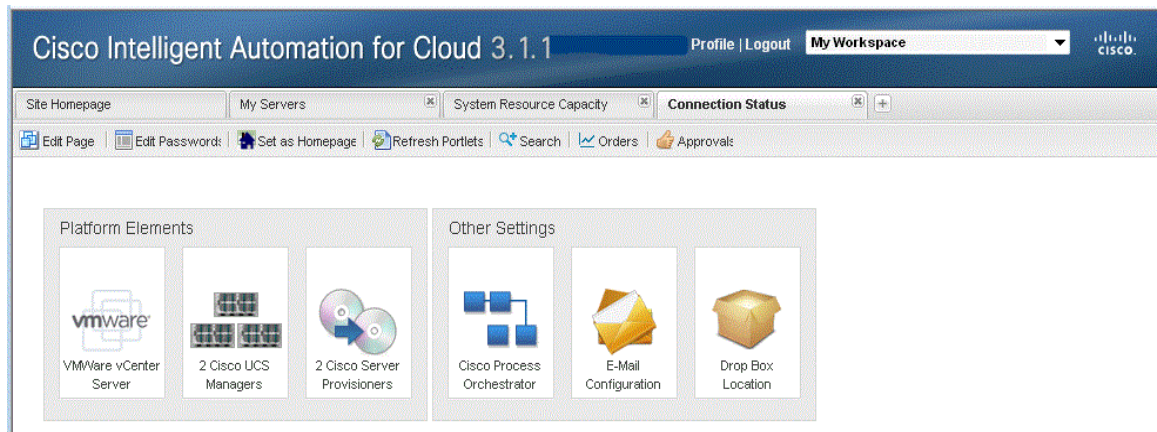 Cisco Intelligent Automation for Cloud 3.1.1
Profile | Logout
My Workspace
CISCO.
Site Homepage
My Servers
System Resource Capacity
Connection Status
Edit Page
Edit Passwords
Set as Homepage
Refresh Portlets
Search
Orders
Approvals
Platform Elements
Other Settings
vmware
VMWare vCenter
Server
2 Cisco UCS
Managers
2 Cisco Server
Provisioners
Cisco Process
Orchestrator
E-Mail
Configuration
Drop Box
Location